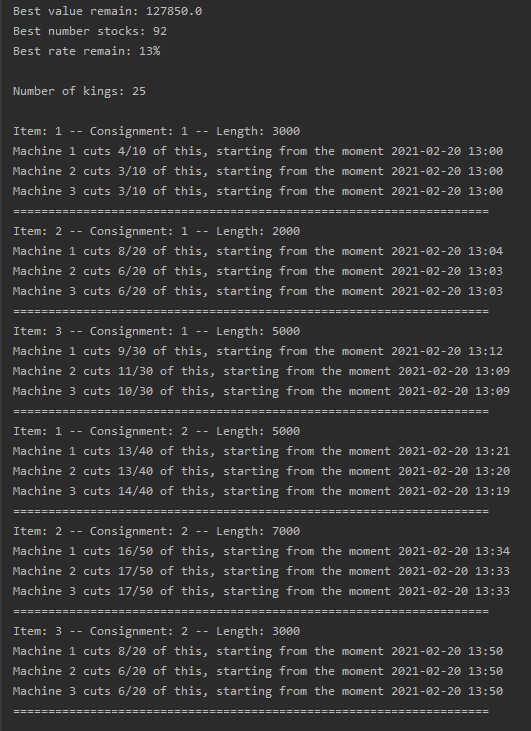 Best value remain: 127850.0
Best number stocks: 92
Best rate remain: 13%
Number of kings: 25
Item: 1 -- Consignment: 1 -- Length: 3000
Machine 1 cuts 4/10 of this, starting from the moment 2021-02-20 13:00
Machine 2 cuts 3/10 of this, starting from the moment 2021-02-20 13:00
Machine 3 cuts 3/10 of this, starting from the moment 2021-02-20 13:00
====================================================================
Item: 2 -- Consignment: 1 -- Length: 2000
Machine 1 cuts 8/20 of this, starting from the moment 2021-02-20 13:04
Machine 2 cuts 6/20 of this, starting from the moment 2021-02-20 13:03
Machine 3 cuts 6/20 of this, starting from the moment 2021-02-20 13:03
====================================================================
Item: 3 -- Consignment: 1 -- Length: 5000
Machine 1 cuts 9/30 of this, starting from the moment 2021-02-20 13:12
Machine 2 cuts 11/30 of this, starting from the moment 2021-02-20 13:09
Machine 3 cuts 10/30 of this, starting from the moment 2021-02-20 13:09
====================================================================
Item: 1 -- Consignment: 2 -- Length: 5000
Machine 1 cuts 13/40 of this, starting from the moment 2021-02-20 13:21
Machine 2 cuts 13/40 of this, starting from the moment 2021-02-20 13:20
Machine 3 cuts 14/40 of this, starting from the moment 2021-02-20 13:19
====================================================================
Item: 2 -- Consignment: 2 -- Length: 7000
Machine 1 cuts 16/50 of this, starting from the moment 2021-02-20 13:34
Machine 2 cuts 17/50 of this, starting from the moment 2021-02-20 13:33
Machine 3 cuts 17/50 of this, starting from the moment 2021-02-20 13:33
====================================================================
Item: 3 -- Consignment: 2 -- Length: 3000
Machine 1 cuts 8/20 of this, starting from the moment 2021-02-20 13:50
Machine 2 cuts 6/20 of this, starting from the moment 2021-02-20 13:50
Machine 3 cuts 6/20 of this, starting from the moment 2021-02-20 13:50
====================================================================